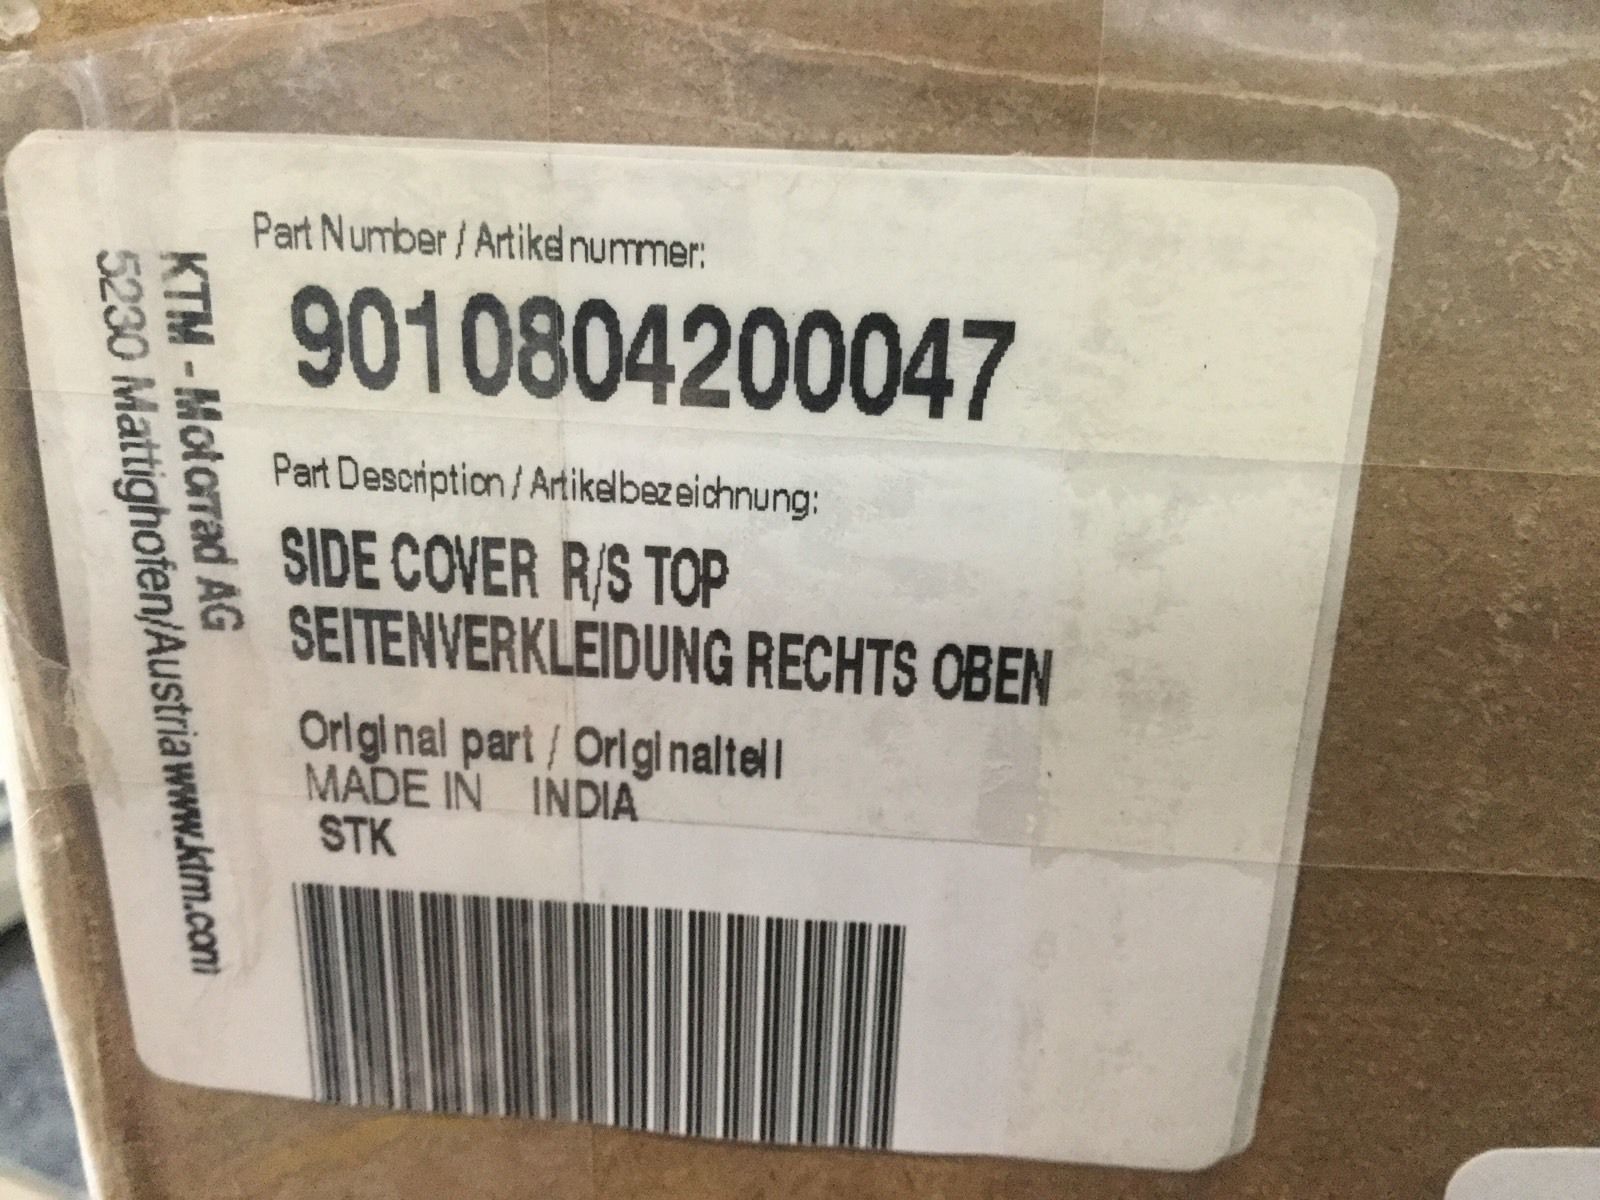 Part Number / Artikelnummer:
9010804200047
Part Description / Artikelbezeichnung:
SIDE COVER R/S TOP
SEITENVERKLEIDUNG RECHTS OBEN
Original part / Originalteil
MADE IN INDIA
STK
KTM - Motorrad AG
5230 Mattighofen/Austria www.ktm.com